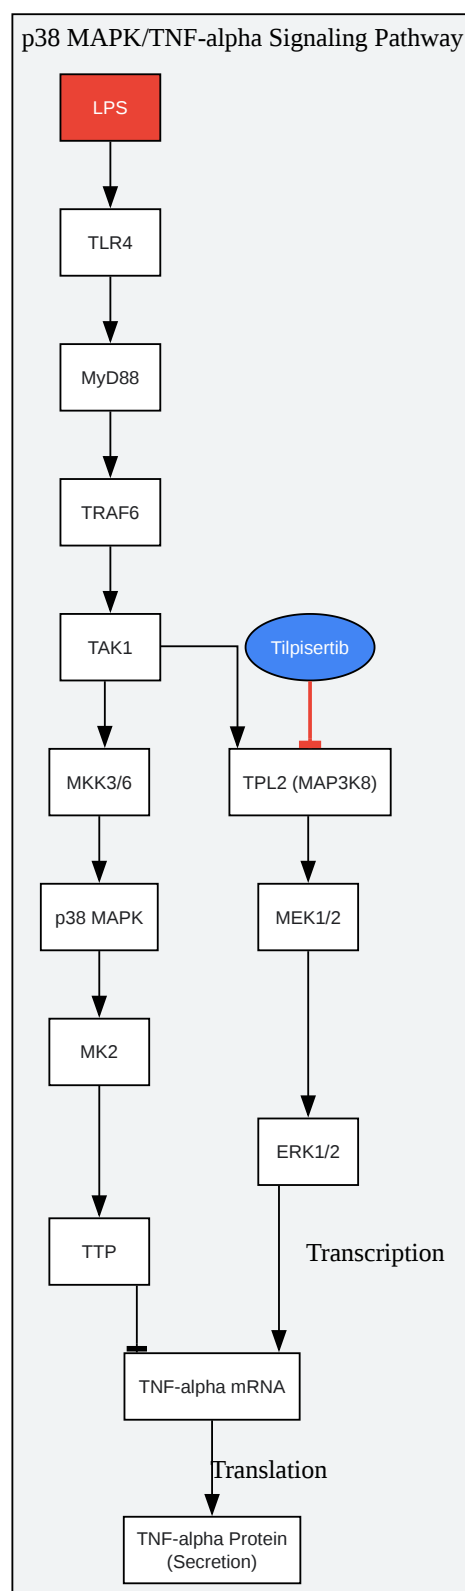 p38 MAPK/TNF-alpha Signaling Pathway
LPS
TLR4
MyD88
TRAF6
TAK1
Tilpisertib
MKK3/6
TPL2 (MAP3K8)
p38 MAPK
MEK1/2
MK2
ERK1/2
TTP
Transcription
TNF-alpha mRNA
Translation
TNF-alpha Protein
(Secretion)